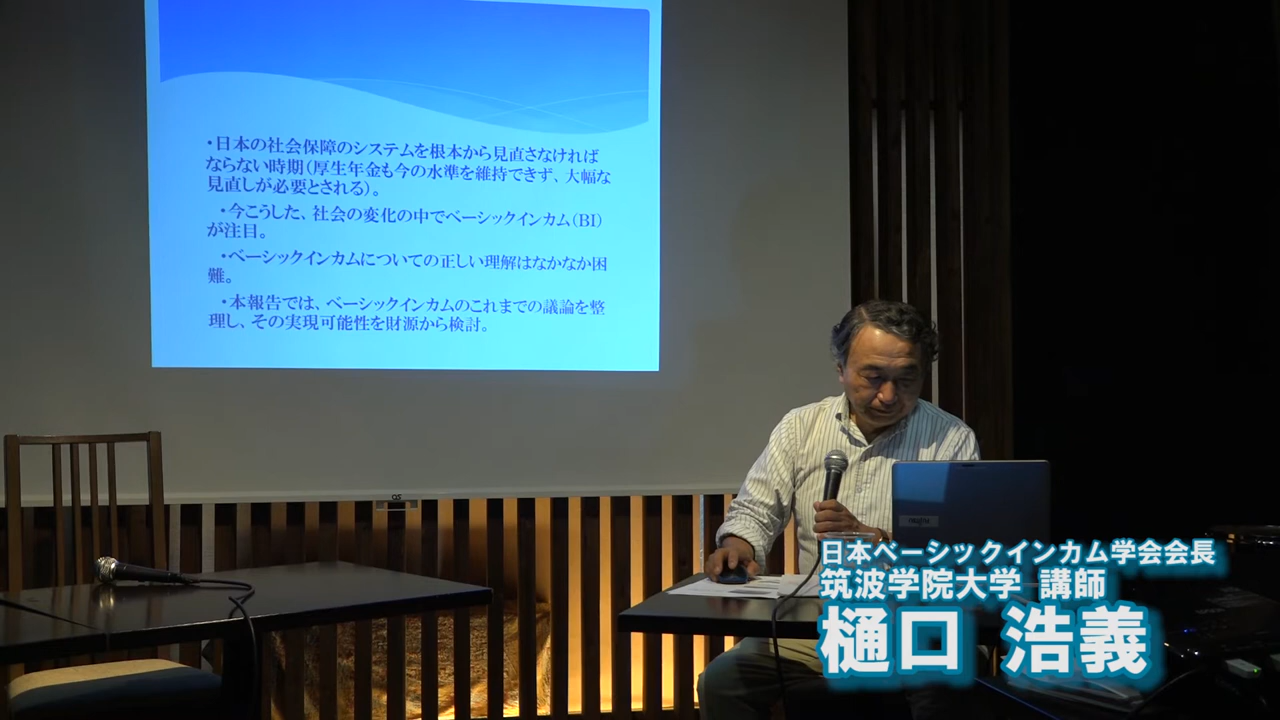 ・日本の社会保障のシステムを根本から見直さなければ
ならない時期（厚生年金も今の水準を維持できず、大幅な
見直しが必要とされる）。
・今こうした、社会の変化の中でベーシックインカム（BI）
が注目。
・ベーシックインカムについての正しい理解はなかなか困
難。
・本報告では、ベーシックインカムのこれまでの議論を整
理し、その実現可能性を財源から検討。
OS
FUJITSU
日本ベーシックインカム学会会長
筑波学院大学 講師
樋口 浩義